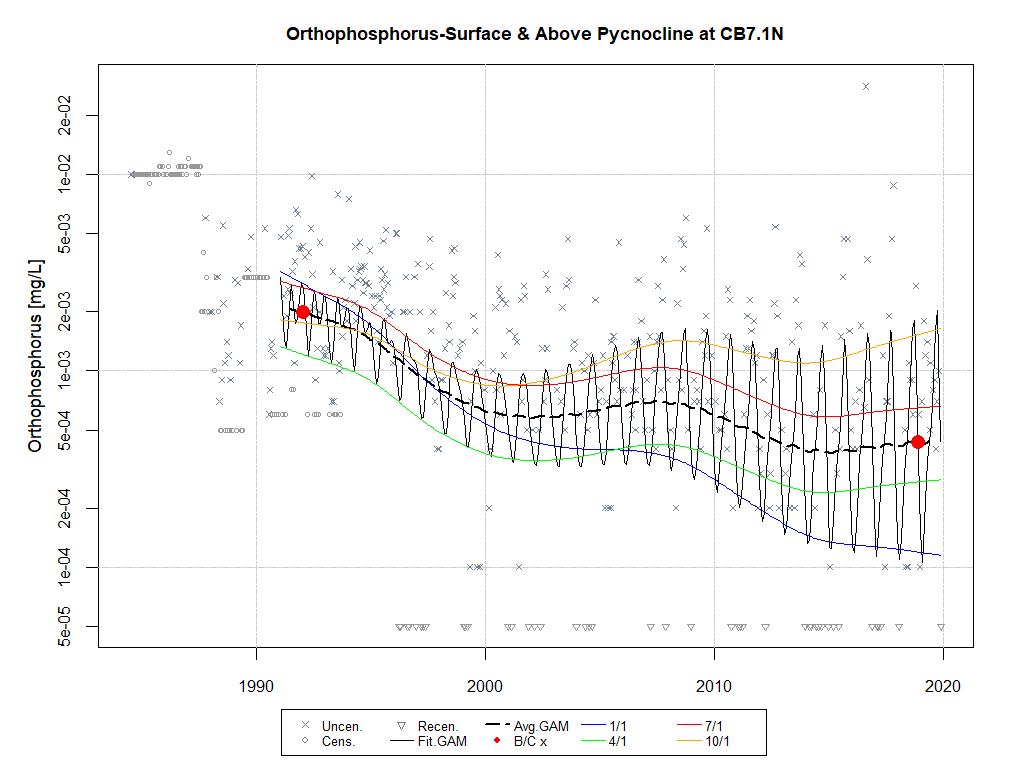 Orthophosphorus-Surface & Above Pycnocline at CB7.1N
Orthophosphorus [mg/L]
2e-02
1e-02
5e-03
2e-03
1e-03
5e-04
2e-04
1e-04
5e-05
1990 2000 2010 2020
Uncen. Recen. Avg.GAM 1/1 7/1
Cens. Fit.GAM B/C x 4/1 10/1